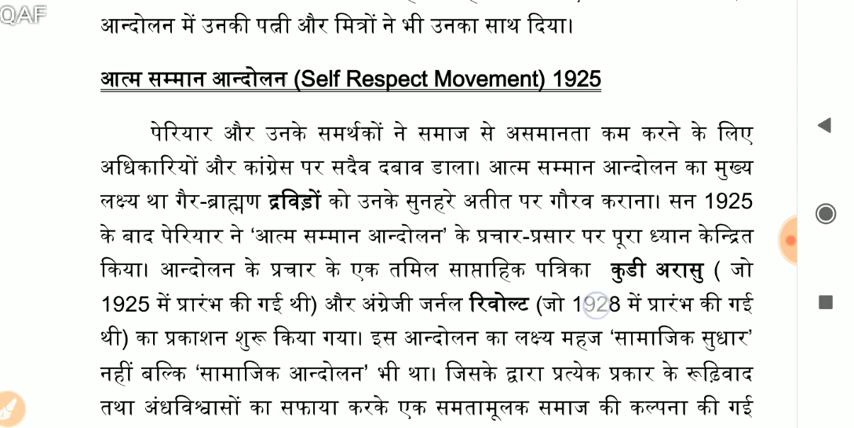 QAF
आन्दोलन में उनकी पत्नी और मित्रों ने भी उनका साथ दिया।
आत्म सम्मान आन्दोलन (Self Respect Movement) 1925
पेरियार और उनके समर्थकों ने समाज से असमानता कम करने के लिए
अधिकारियों और कांग्रेस पर सदैव दबाव डाला। आत्म सम्मान आन्दोलन का मुख्य
लक्ष्य था गैर-ब्राह्मण द्रविड़ों को उनके सुनहरे अतीत पर गौरव कराना। सन 1925
के बाद पेरियार ने 'आत्म सम्मान आन्दोलन' के प्रचार-प्रसार पर पूरा ध्यान केन्द्रित
किया। आन्दोलन के प्रचार के एक तमिल साप्ताहिक पत्रिका कुडी अरासु ( जो
1925 में प्रारंभ की गई थी) और अंग्रेजी जर्नल रिवोल्ट (जो 1928 में प्रारंभ की गई
थी) का प्रकाशन शुरू किया गया। इस आन्दोलन का लक्ष्य महज 'सामाजिक सुधार'
नहीं बल्कि 'सामाजिक आन्दोलन' भी था। जिसके द्वारा प्रत्येक प्रकार के रूढ़िवाद
तथा अंधविश्वासों का सफाया करके एक समतामूलक समाज की कल्पना की गई